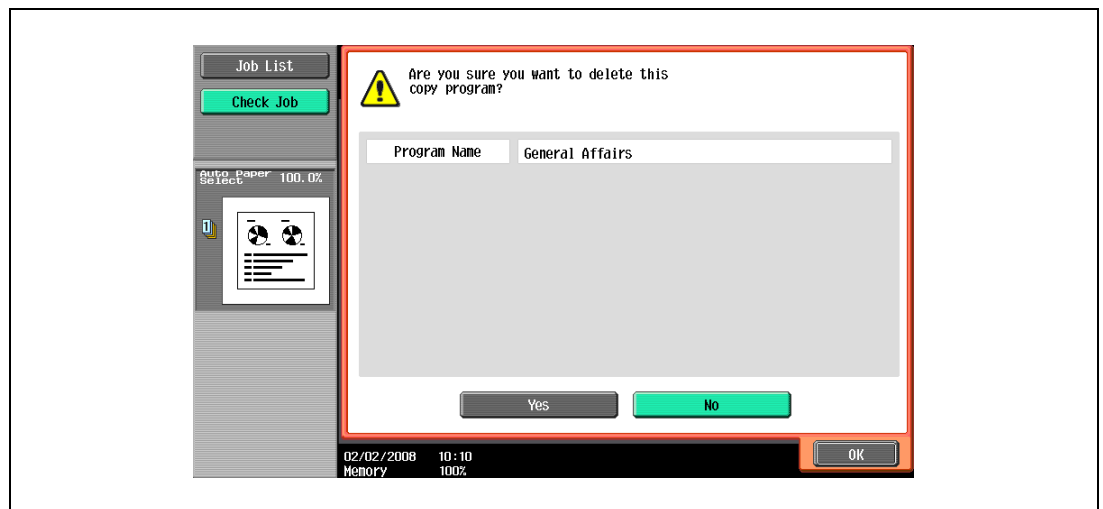 Job List
Check Job
Auto Paper
Select 100.0%
1
Are you sure you want to delete this
copy program?
Program Name General Affairs
Yes No
02/02/2008 10:10
Memory 100%
OK